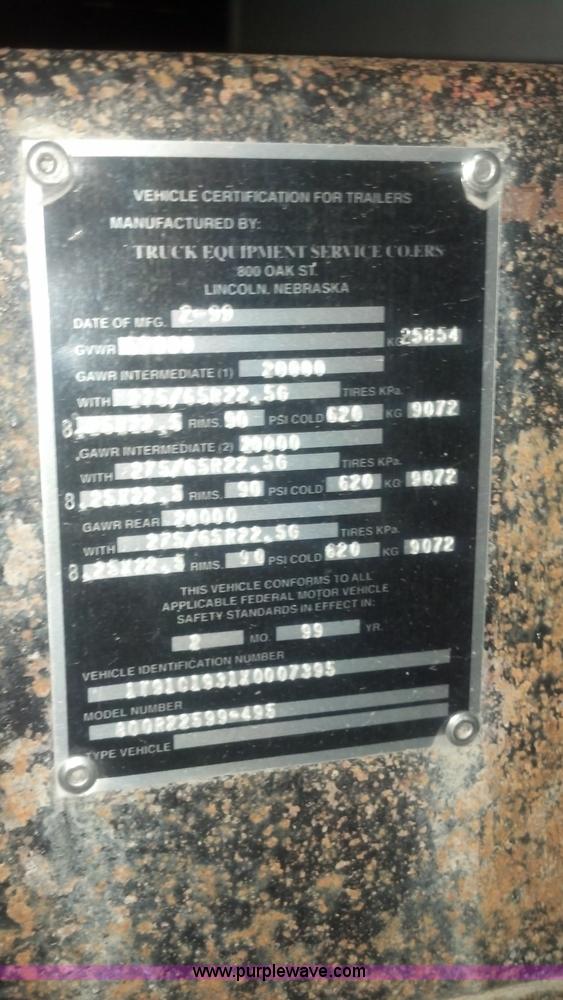 VEHICLE CERTIFICATION FOR TRAILERS
MANUFACTURED BY:
TRUCK EQUIPMENT SERVICE CO.ERS
800 OAK ST.
LINCOLN, NEBRASKA
DATE OF MFG. 2-99
GVWR KG 25854
GAWR INTERMEDIATE (1) 20000
WITH 275/65R22.5G TIRES KPa.
8.25X22.5 RIMS. 90 PSI COLD 620 KG 9072
GAWR INTERMEDIATE (2) 20000
WITH 275/65R22.5G TIRES KPa.
8.25X22.5 RIMS. 90 PSI COLD 620 KG 9072
GAWR REAR 20000
WITH 275/65R22.5G TIRES KPa.
8.25X22.5 RIMS. 90 PSI COLD 620 KG 9072
THIS VEHICLE CONFORMS TO ALL
APPLICABLE FEDERAL MOTOR VEHICLE
SAFETY STANDARDS IN EFFECT IN:
2 MO. 99 YR.
VEHICLE IDENTIFICATION NUMBER
MODEL NUMBER
TYPE VEHICLE
www.purplewave.com